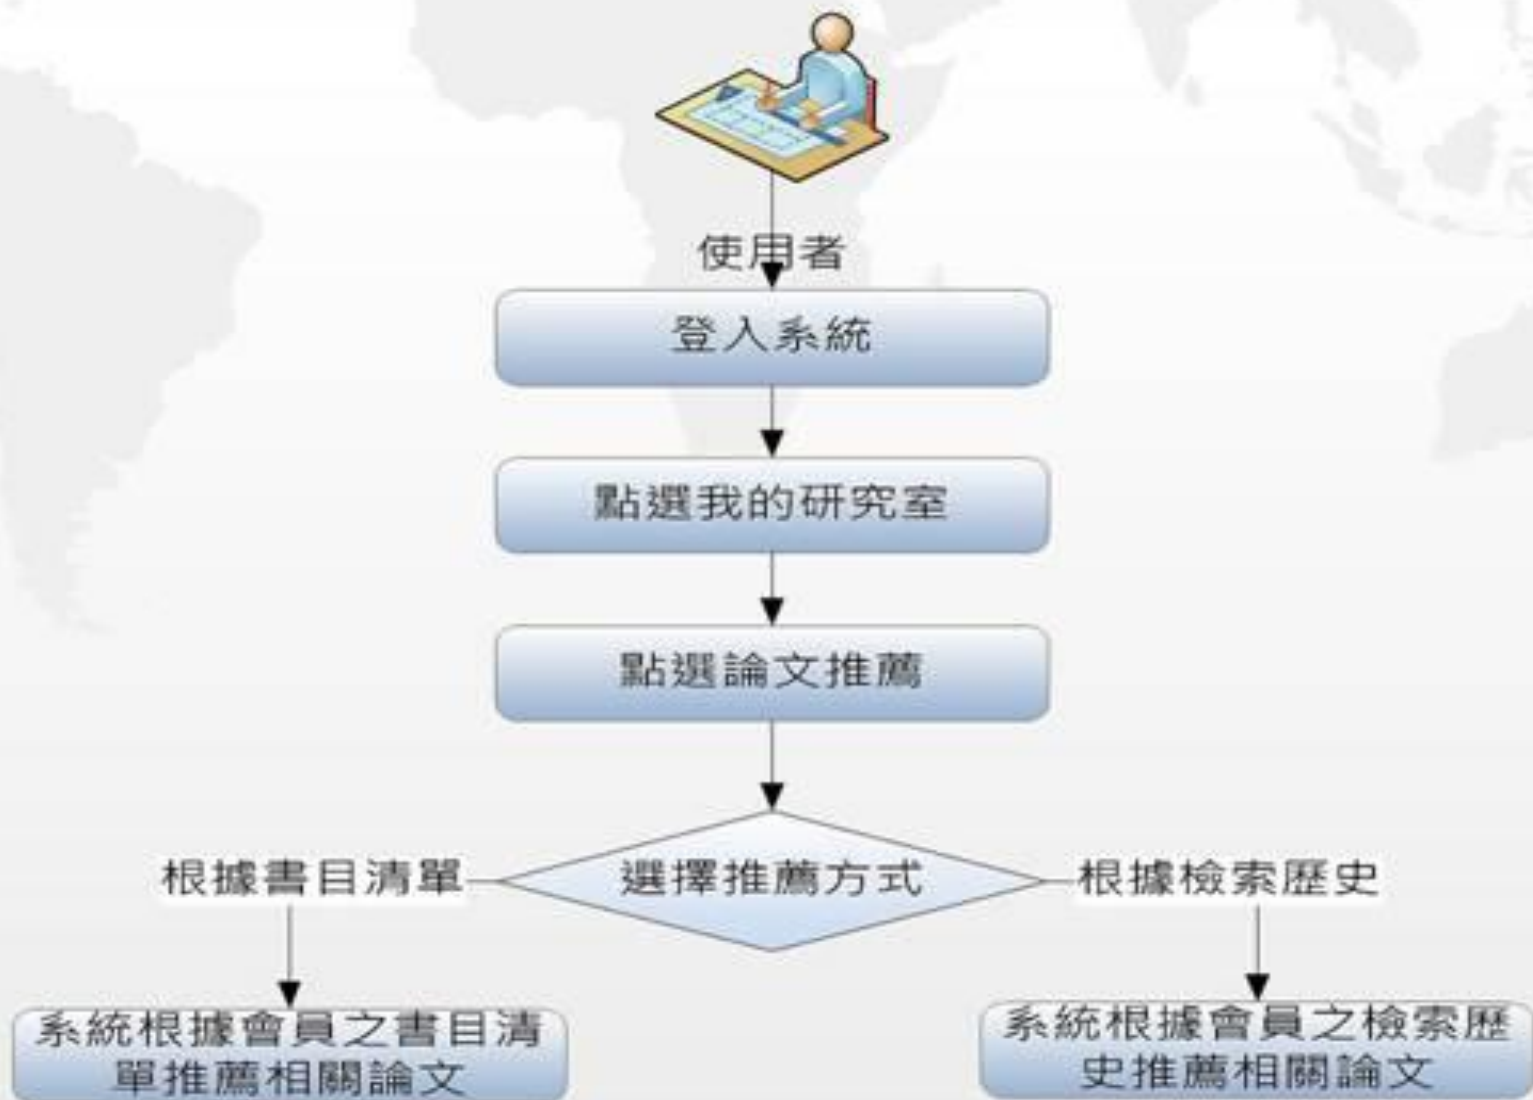 使用者
登入系統
點選我的研究室
點選論文推薦
選擇推薦方式
根據書目清單
根據檢索歷史
系統根據會員之書目清
單推薦相關論文
系統根據會員之檢索歷
史推薦相關論文